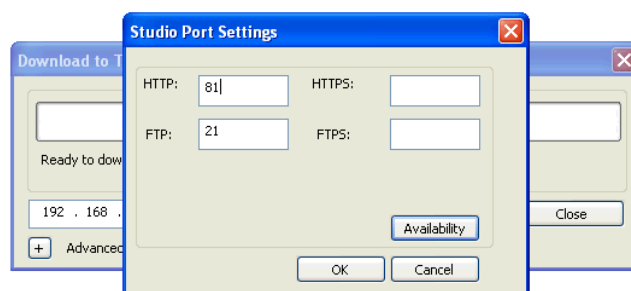 Studio Port Settings
Download to T
HTTP: 81 HTTPS:
FTP: 21 FTPS:
Ready to dow
192 . 168 .
Availability
Close
+ Advanced
OK Cancel